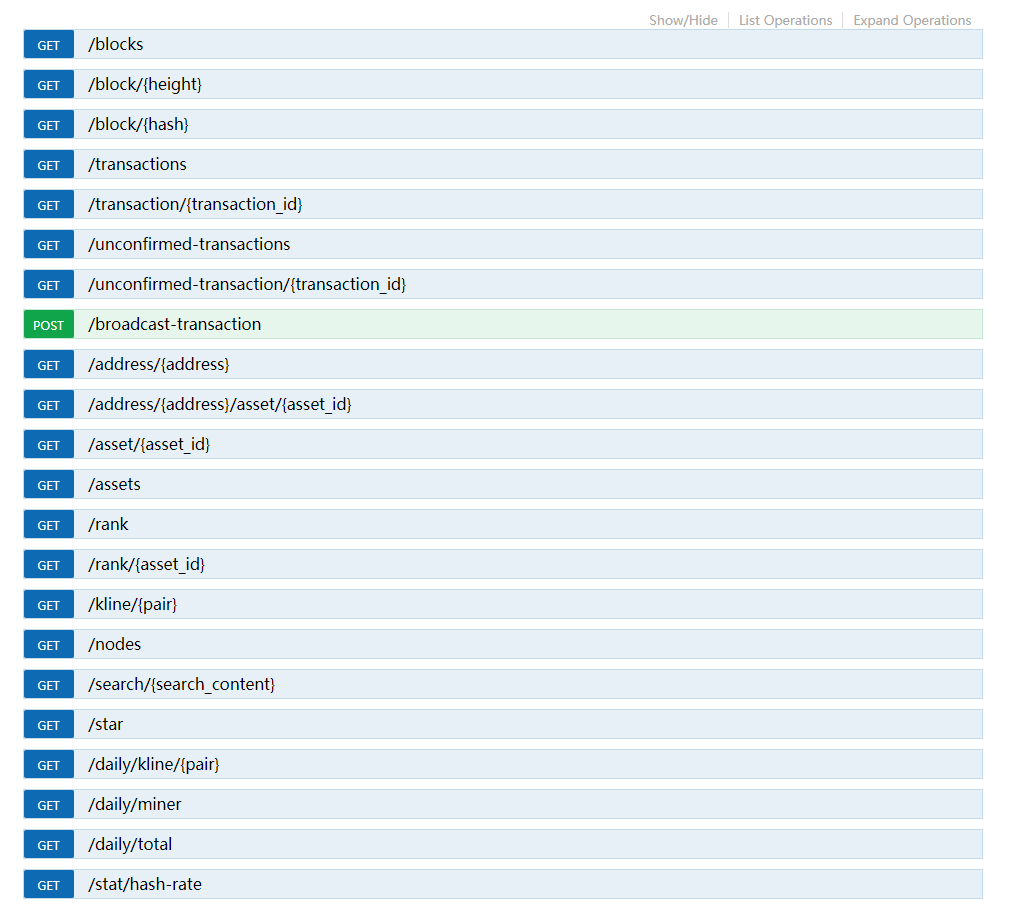 Show/Hide List Operations Expand Operations
GET /blocks
GET /block/{height}
GET /block/{hash}
GET /transactions
GET /transaction/{transaction_id}
GET /unconfirmed-transactions
GET /unconfirmed-transaction/{transaction_id}
POST /broadcast-transaction
GET /address/{address}
GET /address/{address}/asset/{asset_id}
GET /asset/{asset_id}
GET /assets
GET /rank
GET /rank/{asset_id}
GET /kline/{pair}
GET /nodes
GET /search/{search_content}
GET /star
GET /daily/kline/{pair}
GET /daily/miner
GET /daily/total
GET /stat/hash-rate